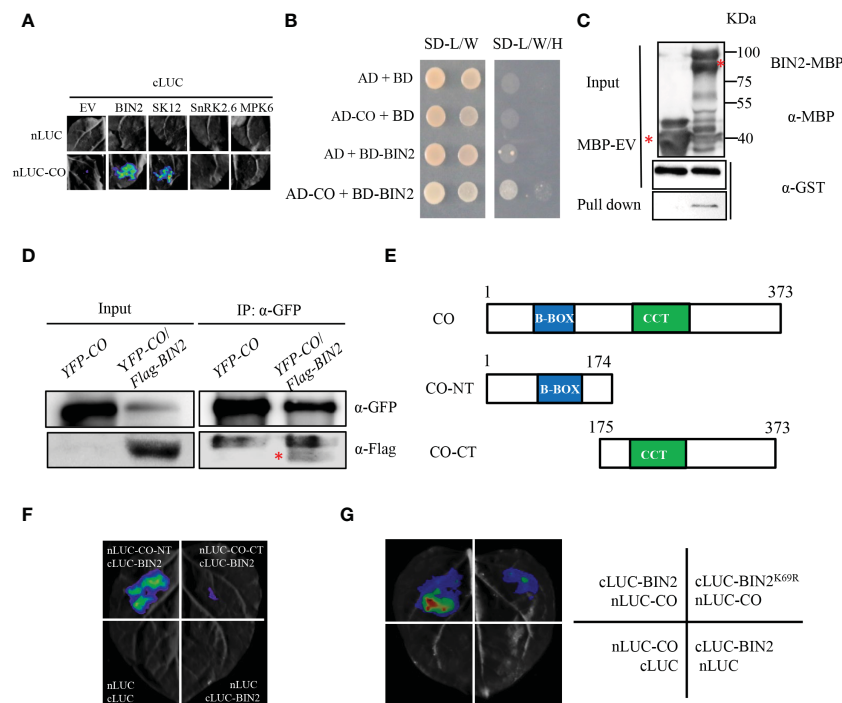 A
cLUC
EV BIN2 SK12 SnRK2.6 MPK6
nLUC
nLUC-CO
B
SD-L/W SD-L/W/H
AD + BD
AD-CO + BD
AD + BD-BIN2
AD-CO + BD-BIN2
C
KDa
Input
100
BIN2-MBP
*
75
55
α-MBP
MBP-EV
*
40
α-GST
Pull down
D
Input IP: α-GFP
YFP-CO YFP-CO/ Flag-BIN2 YFP-CO YFP-CO/ Flag-BIN2
α-GFP
α-Flag
*
E
1 373
CO B-BOX CCT
1 174
CO-NT B-BOX
175 373
CO-CT CCT
F
nLUC-CO-NT nLUC-CO-CT
cLUC-BIN2 cLUC-BIN2
nLUC nLUC
cLUC cLUC-BIN2
G
cLUC-BIN2 cLUC-BIN2K69R
nLUC-CO nLUC-CO
nLUC-CO cLUC-BIN2
cLUC nLUC